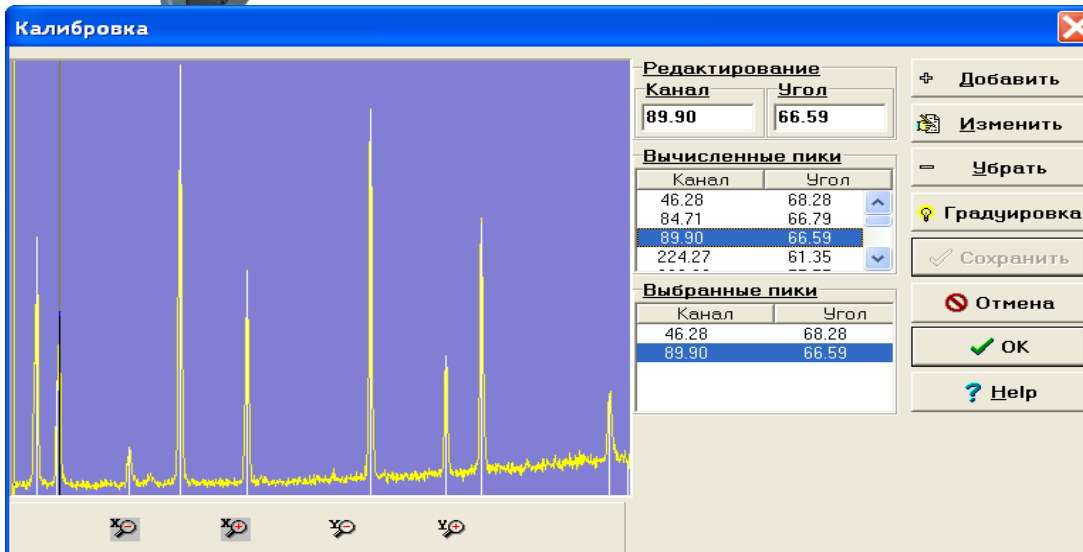 Калибровка
Редактирование
Канал Угол
89.90 66.59
Вычисленные пики
Канал Угол
46.28 68.28
84.71 66.79
89.90 66.59
224.27 61.35
Выбранные пики
Канал Угол
46.28 68.28
89.90 66.59
Добавить
Изменить
Убрать
Градуировка
Сохранить
Отмена
OK
Help
X
X
Y
Y